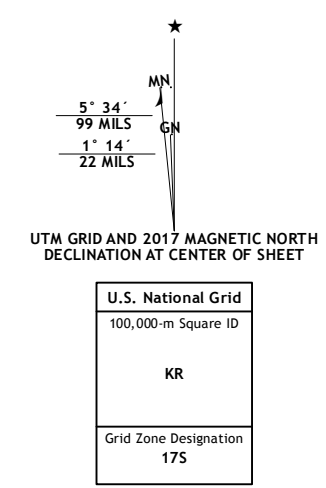 MN
5° 34´
99 MILS
GN
1° 14´
22 MILS
UTM GRID AND 2017 MAGNETIC NORTH
DECLINATION AT CENTER OF SHEET
U.S. National Grid
100,000-m Square ID
KR
Grid Zone Designation
17S